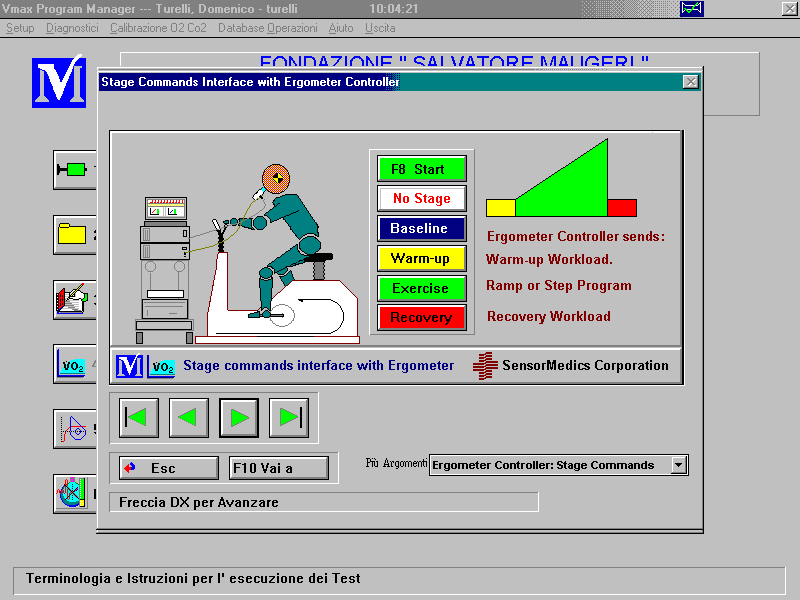 Vmax Program Manager --- Turelli, Domenico - turelli 10:04:21
Setup Diagnostici Calibrazione O2 Co2 Database Operazioni Aiuto Uscita
FONDAZIONE " SALVATORE MAUGERI "
Stage Commands Interface with Ergometer Controller
F8 Start
No Stage
Baseline
Warm-up
Exercise
Recovery
Ergometer Controller sends:
Warm-up Workload.
Ramp or Step Program
Recovery Workload
VO2 Stage commands interface with Ergometer SensorMedics Corporation
VO2
Esc F10 Vai a Più Argomenti Ergometer Controller: Stage Commands
Freccia DX per Avanzare
Terminologia e Istruzioni per l' esecuzione dei Test